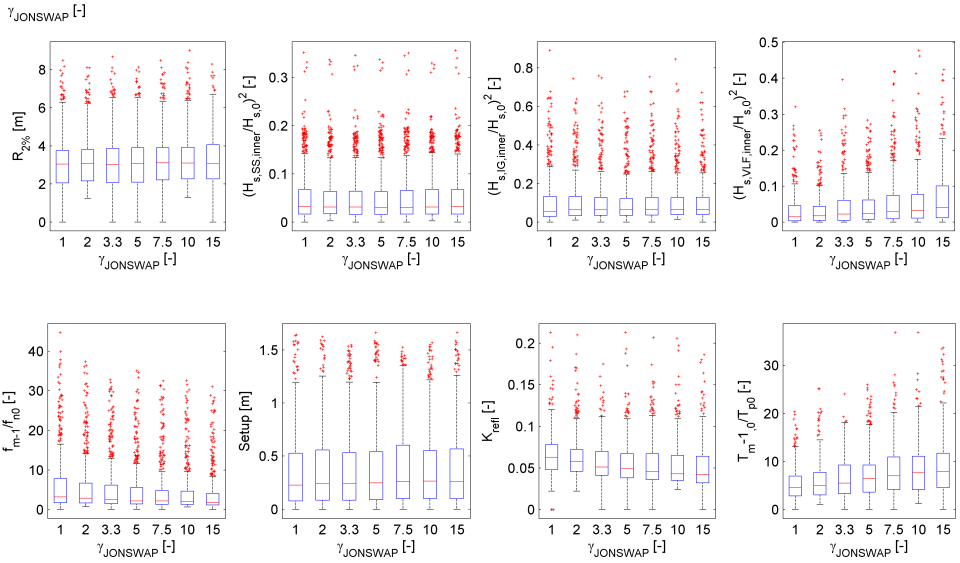 γJONSWAP [-]
R2% [m]
8
6
4
2
0
1 2 3.3 5 7.5 10 15
γJONSWAP [-]
(Hs,SS,inner/Hs,0)2 [-]
0.3
0.2
0.1
0
1 2 3.3 5 7.5 10 15
γJONSWAP [-]
(Hs,IG,inner/Hs,0)2 [-]
0.8
0.6
0.4
0.2
0
1 2 3.3 5 7.5 10 15
γJONSWAP [-]
(Hs,VLF,inner/Hs,0)2 [-]
0.5
0.4
0.3
0.2
0.1
0
1 2 3.3 5 7.5 10 15
γJONSWAP [-]
fm-1/fn0 [-]
40
30
20
10
0
1 2 3.3 5 7.5 10 15
γJONSWAP [-]
Setup [m]
1.5
1
0.5
0
1 2 3.3 5 7.5 10 15
γJONSWAP [-]
Krefl [-]
0.2
0.15
0.1
0.05
0
1 2 3.3 5 7.5 10 15
γJONSWAP [-]
Tm-1,0/Tp0 [-]
30
20
10
0
1 2 3.3 5 7.5 10 15
γJONSWAP [-]